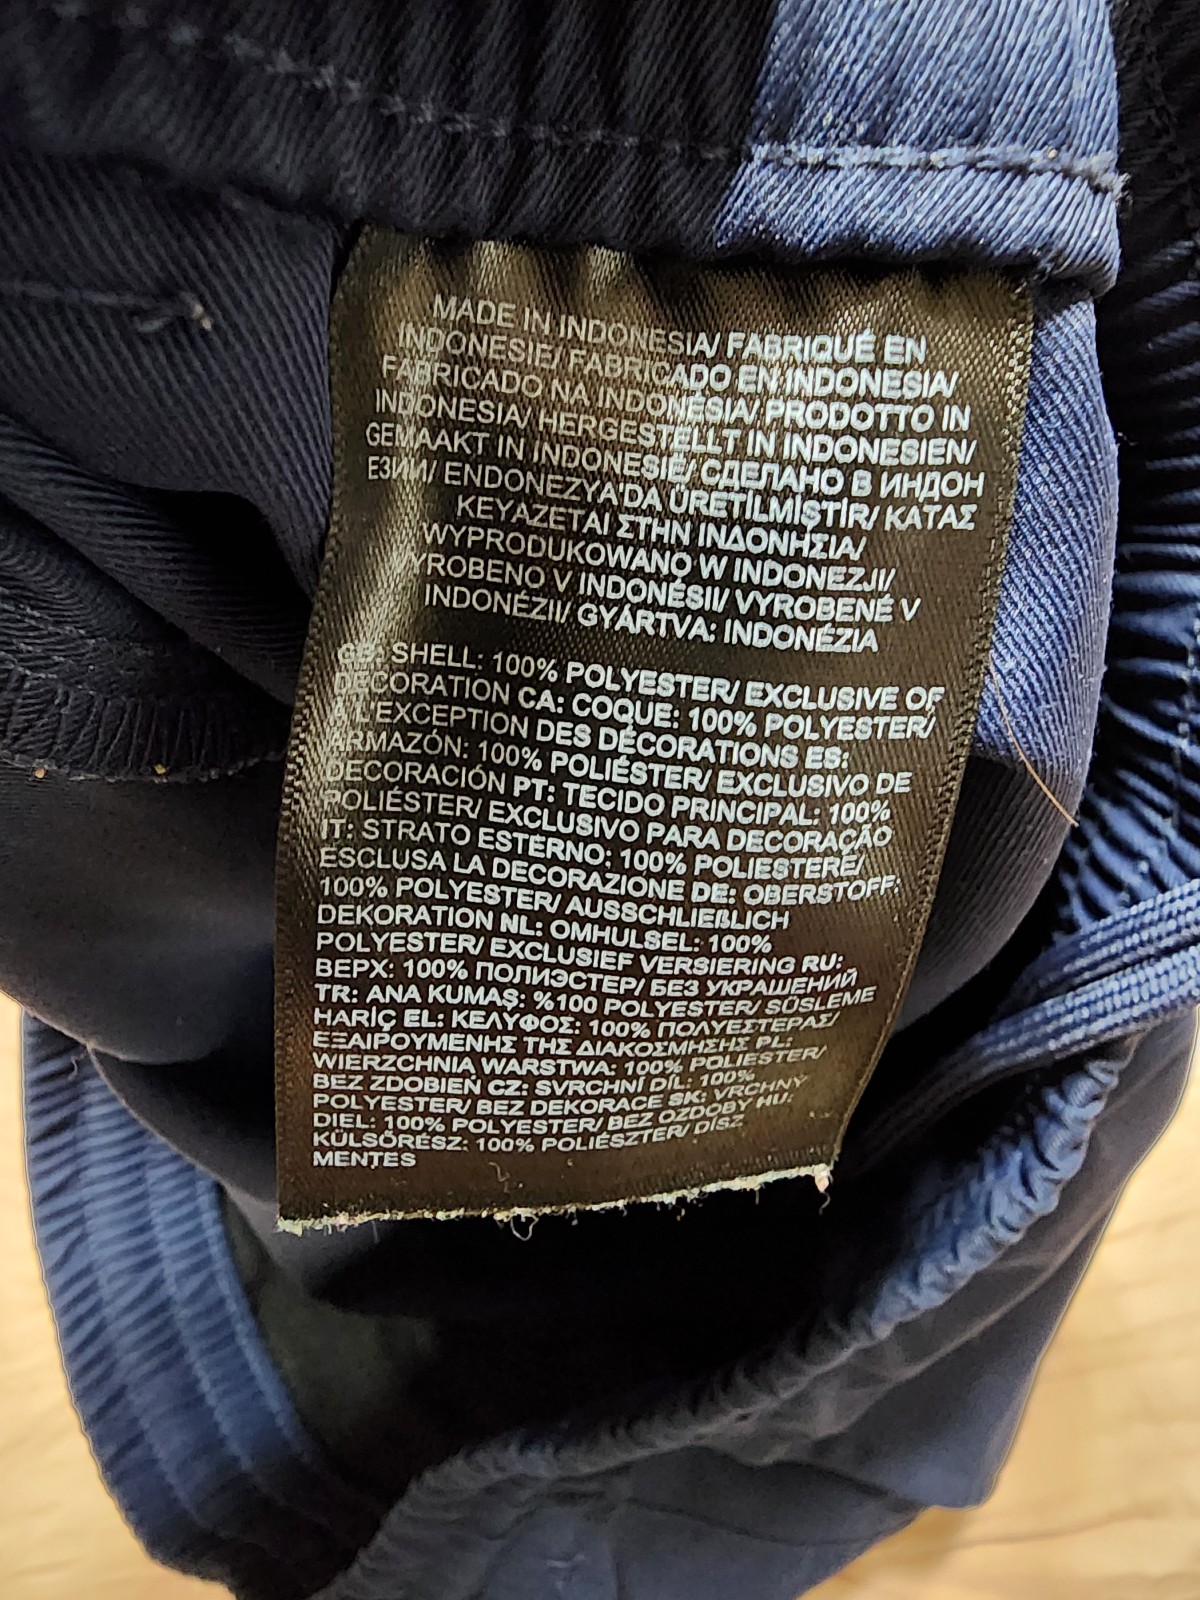 MADE IN INDONESIA/ FABRIQUÉ EN
INDONESIE/ FABRICADO EN INDONESIA/
FABRICADO NA INDONÉSIA/ PRODOTTO IN
INDONESIA/ HERGESTELLT IN INDONESIEN/
GEMAAKT IN INDONESIË/ СДЕЛАНО В ИНДОН
ЕЗИИ/ ENDONEZYA'DA ÜRETİLMİŞTİR/ ΚΑΤΑΣ
ΚΕΥΑΖΕΤΑΙ ΣΤΗΝ ΙΝΔΟΝΗΣΙΑ/
WYPRODUKOWANO W INDONEZJI/
VYROBENO V INDONÉSII/ VYROBENÉ V
INDONÉZII/ GYÁRTVA: INDONÉZIA
GB: SHELL: 100% POLYESTER/ EXCLUSIVE OF
DECORATION CA: COQUE: 100% POLYESTER/
À L'EXCEPTION DES DÉCORATIONS ES:
ARMAZÓN: 100% POLIÉSTER/ EXCLUSIVO DE
DECORACIÓN PT: TECIDO PRINCIPAL: 100%
POLIÉSTER/ EXCLUSIVO PARA DECORAÇÃO
IT: STRATO ESTERNO: 100% POLIESTERE/
ESCLUSA LA DECORAZIONE DE: OBERSTOFF:
100% POLYESTER/ AUSSCHLIEßLICH
DEKORATION NL: OMHULSEL: 100%
POLYESTER/ EXCLUSIEF VERSIERING RU:
ВЕРХ: 100% ПОЛИЭСТЕР/ БЕЗ УКРАШЕНИЙ
TR: ANA KUMAŞ: %100 POLYESTER/ SÜSLEME
HARİÇ EL: ΚΕΛΥΦΟΣ: 100% ΠΟΛΥΕΣΤΕΡΑΣ/
ΕΞΑΙΡΟΥΜΕΝΗΣ ΤΗΣ ΔΙΑΚΟΣΜΗΣΗΣ PL:
WIERZCHNIA WARSTWA: 100% POLIESTER/
BEZ ZDOBIEŃ CZ: SVRCHNÍ DÍL: 100%
POLYESTER/ BEZ DEKORACE SK: VRCHNÝ
DIEL: 100% POLYESTER/ BEZ OZDOBY HU:
KÜLSŐRÉSZ: 100% POLIÉSZTER/ DÍSZ
MENTES